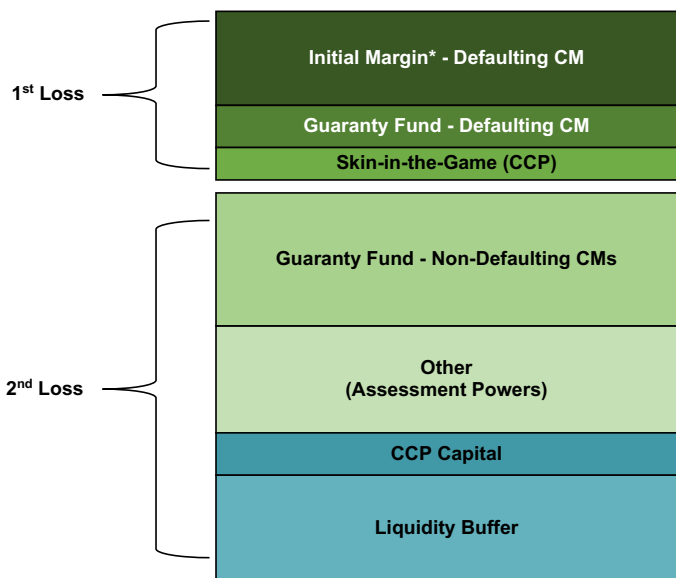 Initial Margin* - Defaulting CM
1st Loss
Guaranty Fund - Defaulting CM
Skin-in-the-Game (CCP)
Guaranty Fund - Non-Defaulting CMs
Other
(Assessment Powers)
2nd Loss
CCP Capital
Liquidity Buffer